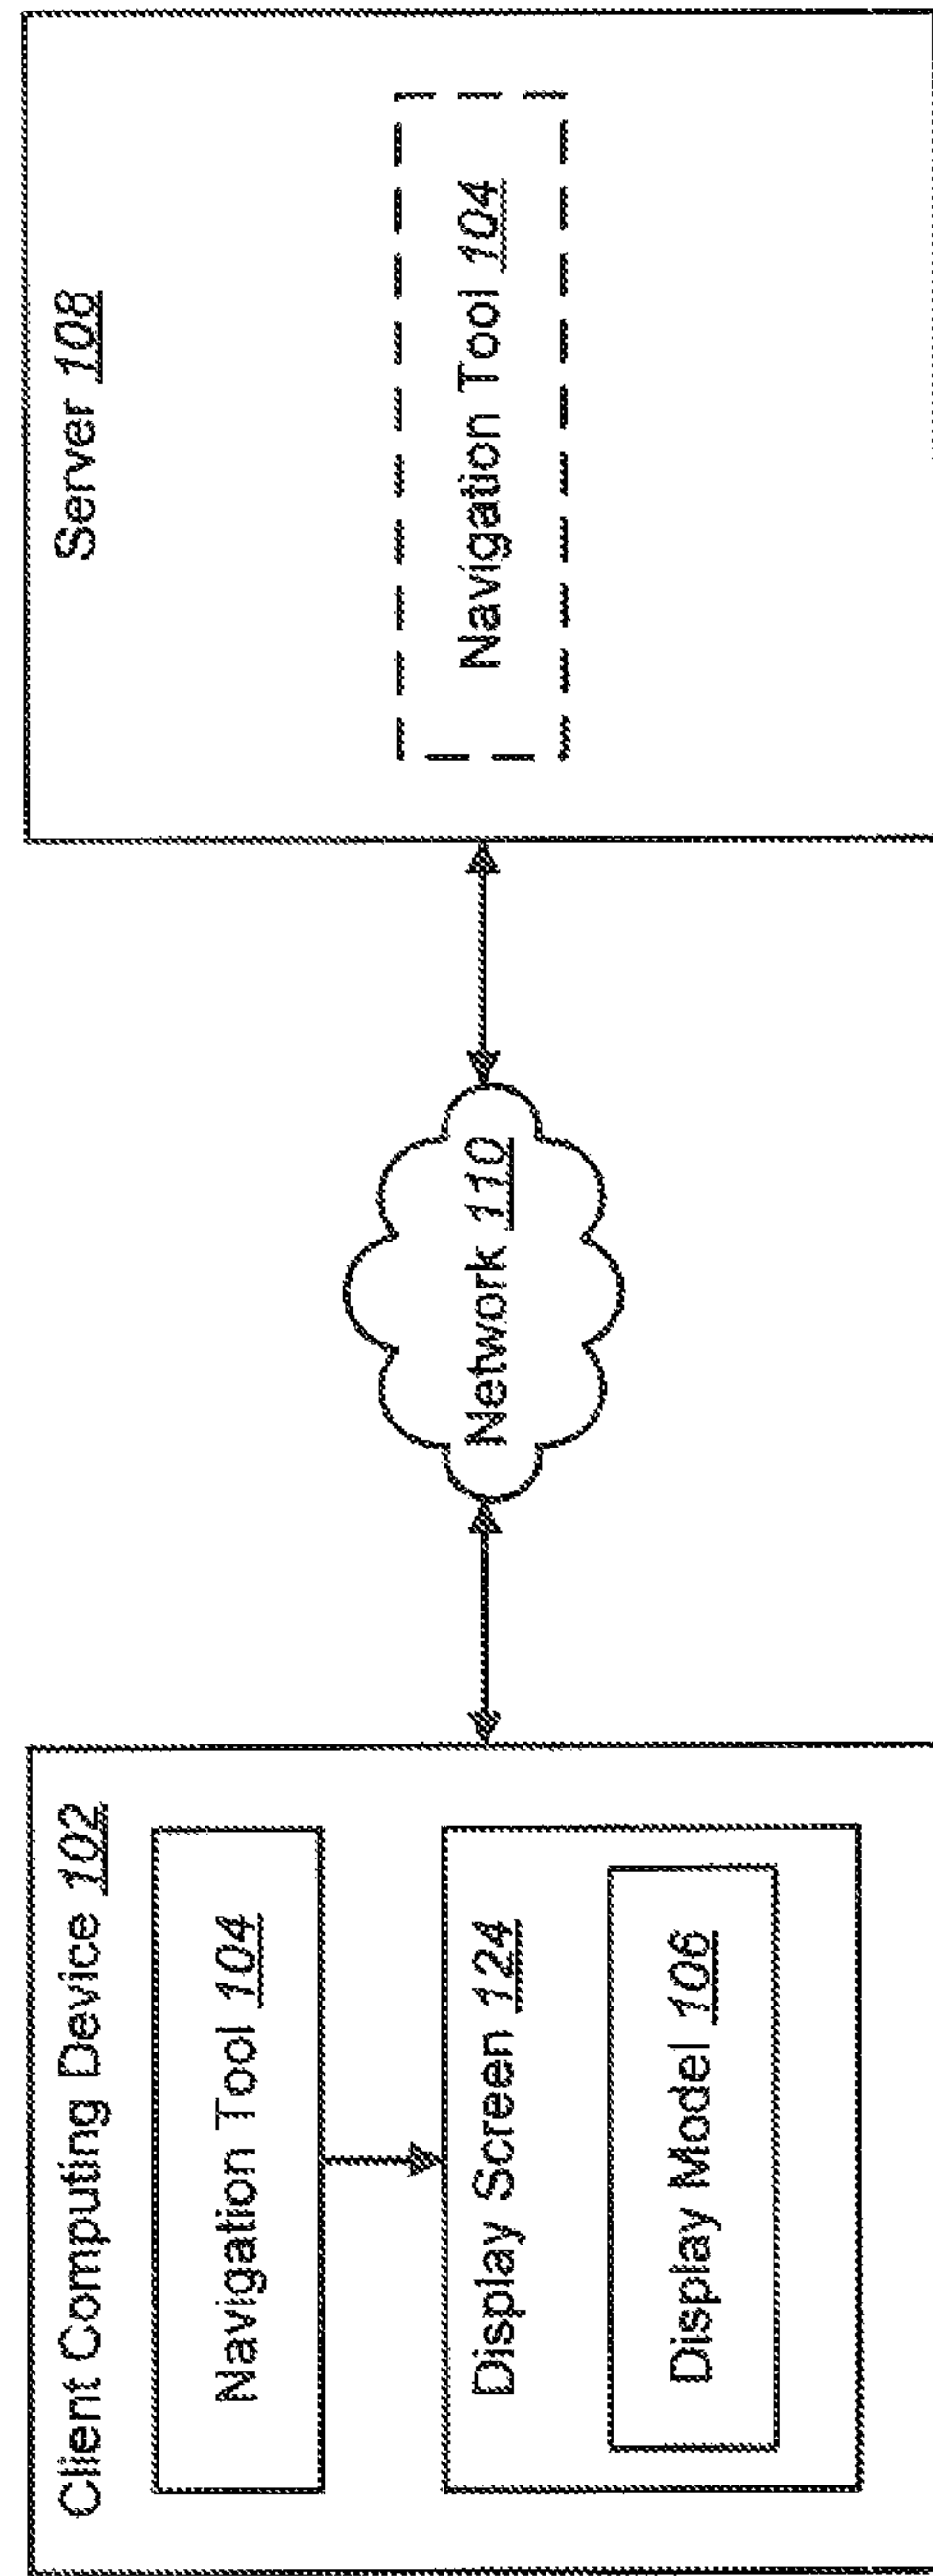 Client Computing Device 102
Navigation Tool 104
Display Screen 124
Display Model 106
Network 110
Server 108
Navigation Tool 104